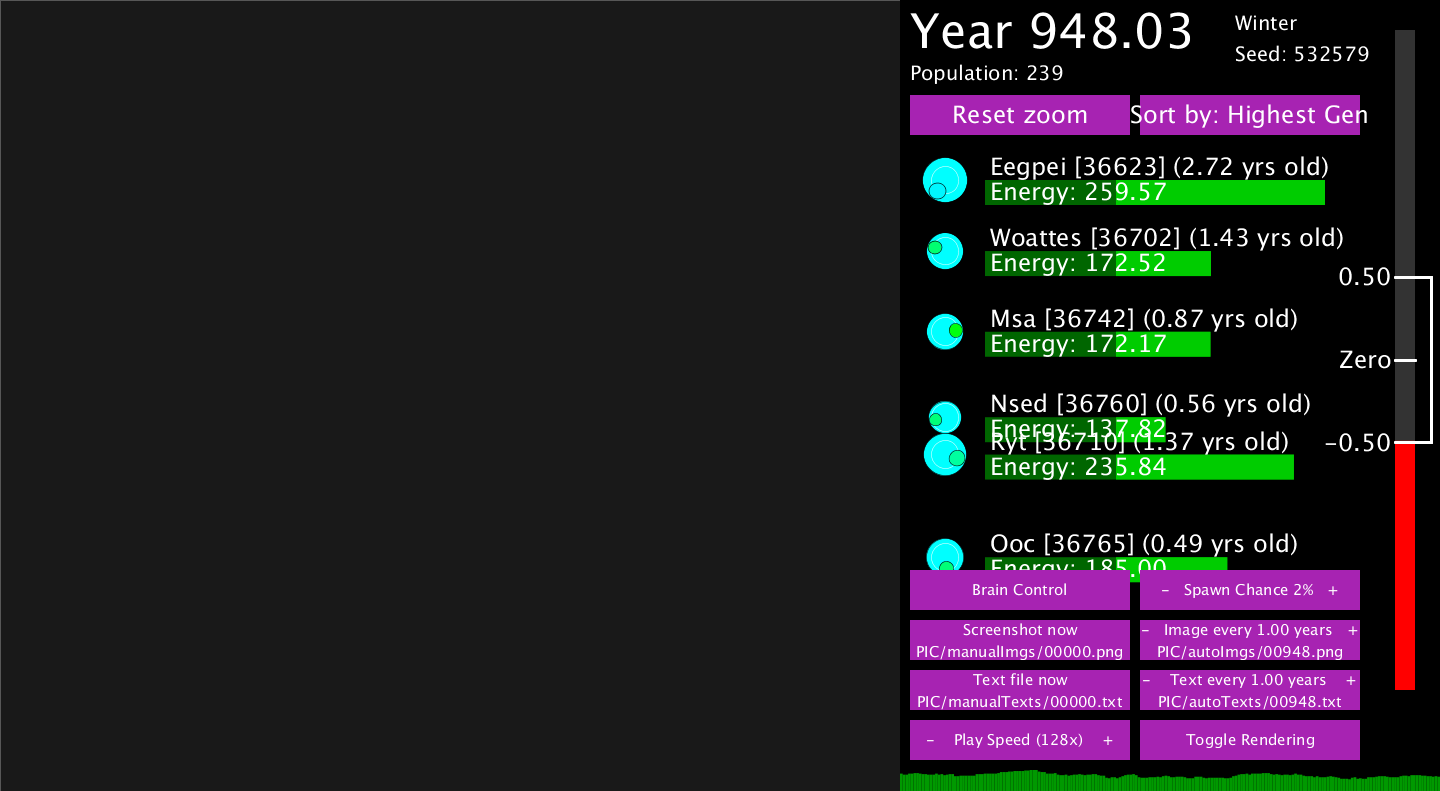 Year 948.03
Winter
Seed: 532579
Population: 239
Reset zoom
Sort by: Highest Gen
Eegpei [36623] (2.72 yrs old)
Energy: 259.57
Woattes [36702] (1.43 yrs old)
Energy: 172.52
0.50
Msa [36742] (0.87 yrs old)
Energy: 172.17
Zero
Nsed [36760] (0.56 yrs old)
Energy: 137.82
Ryt [36710] (1.37 yrs old)
-0.50
Energy: 235.84
Ooc [36765] (0.49 yrs old)
Energy: 185.00
Brain Control
- Spawn Chance 2% +
Screenshot now
PIC/manualImgs/00000.png
- Image every 1.00 years +
PIC/autoImgs/00948.png
Text file now
PIC/manualTexts/00000.txt
- Text every 1.00 years +
PIC/autoTexts/00948.txt
- Play Speed (128x) +
Toggle Rendering